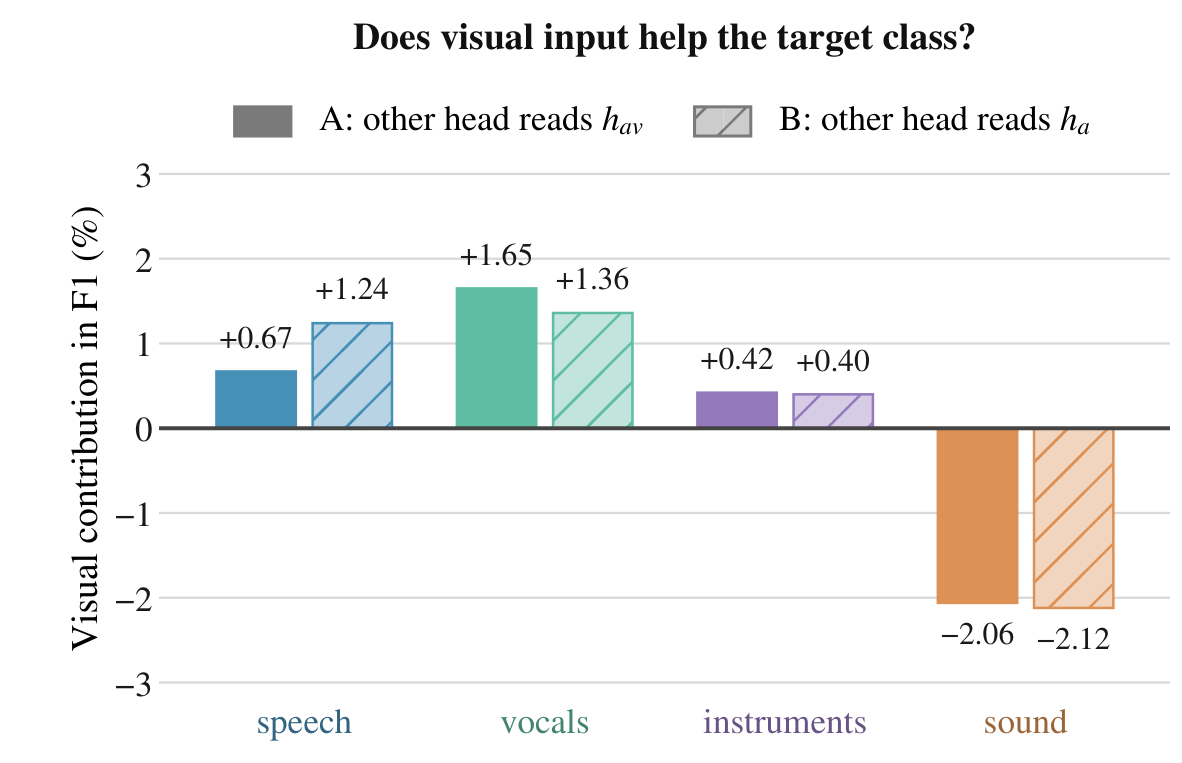 Does visual input help the target class?
A: other head reads h_av B: other head reads h_a
Visual contribution in F1 (%)
3
2
1
0
−1
−2
−3
+0.67 +1.24 +1.65 +1.36 +0.42 +0.40 −2.06 −2.12
speech vocals instruments sound